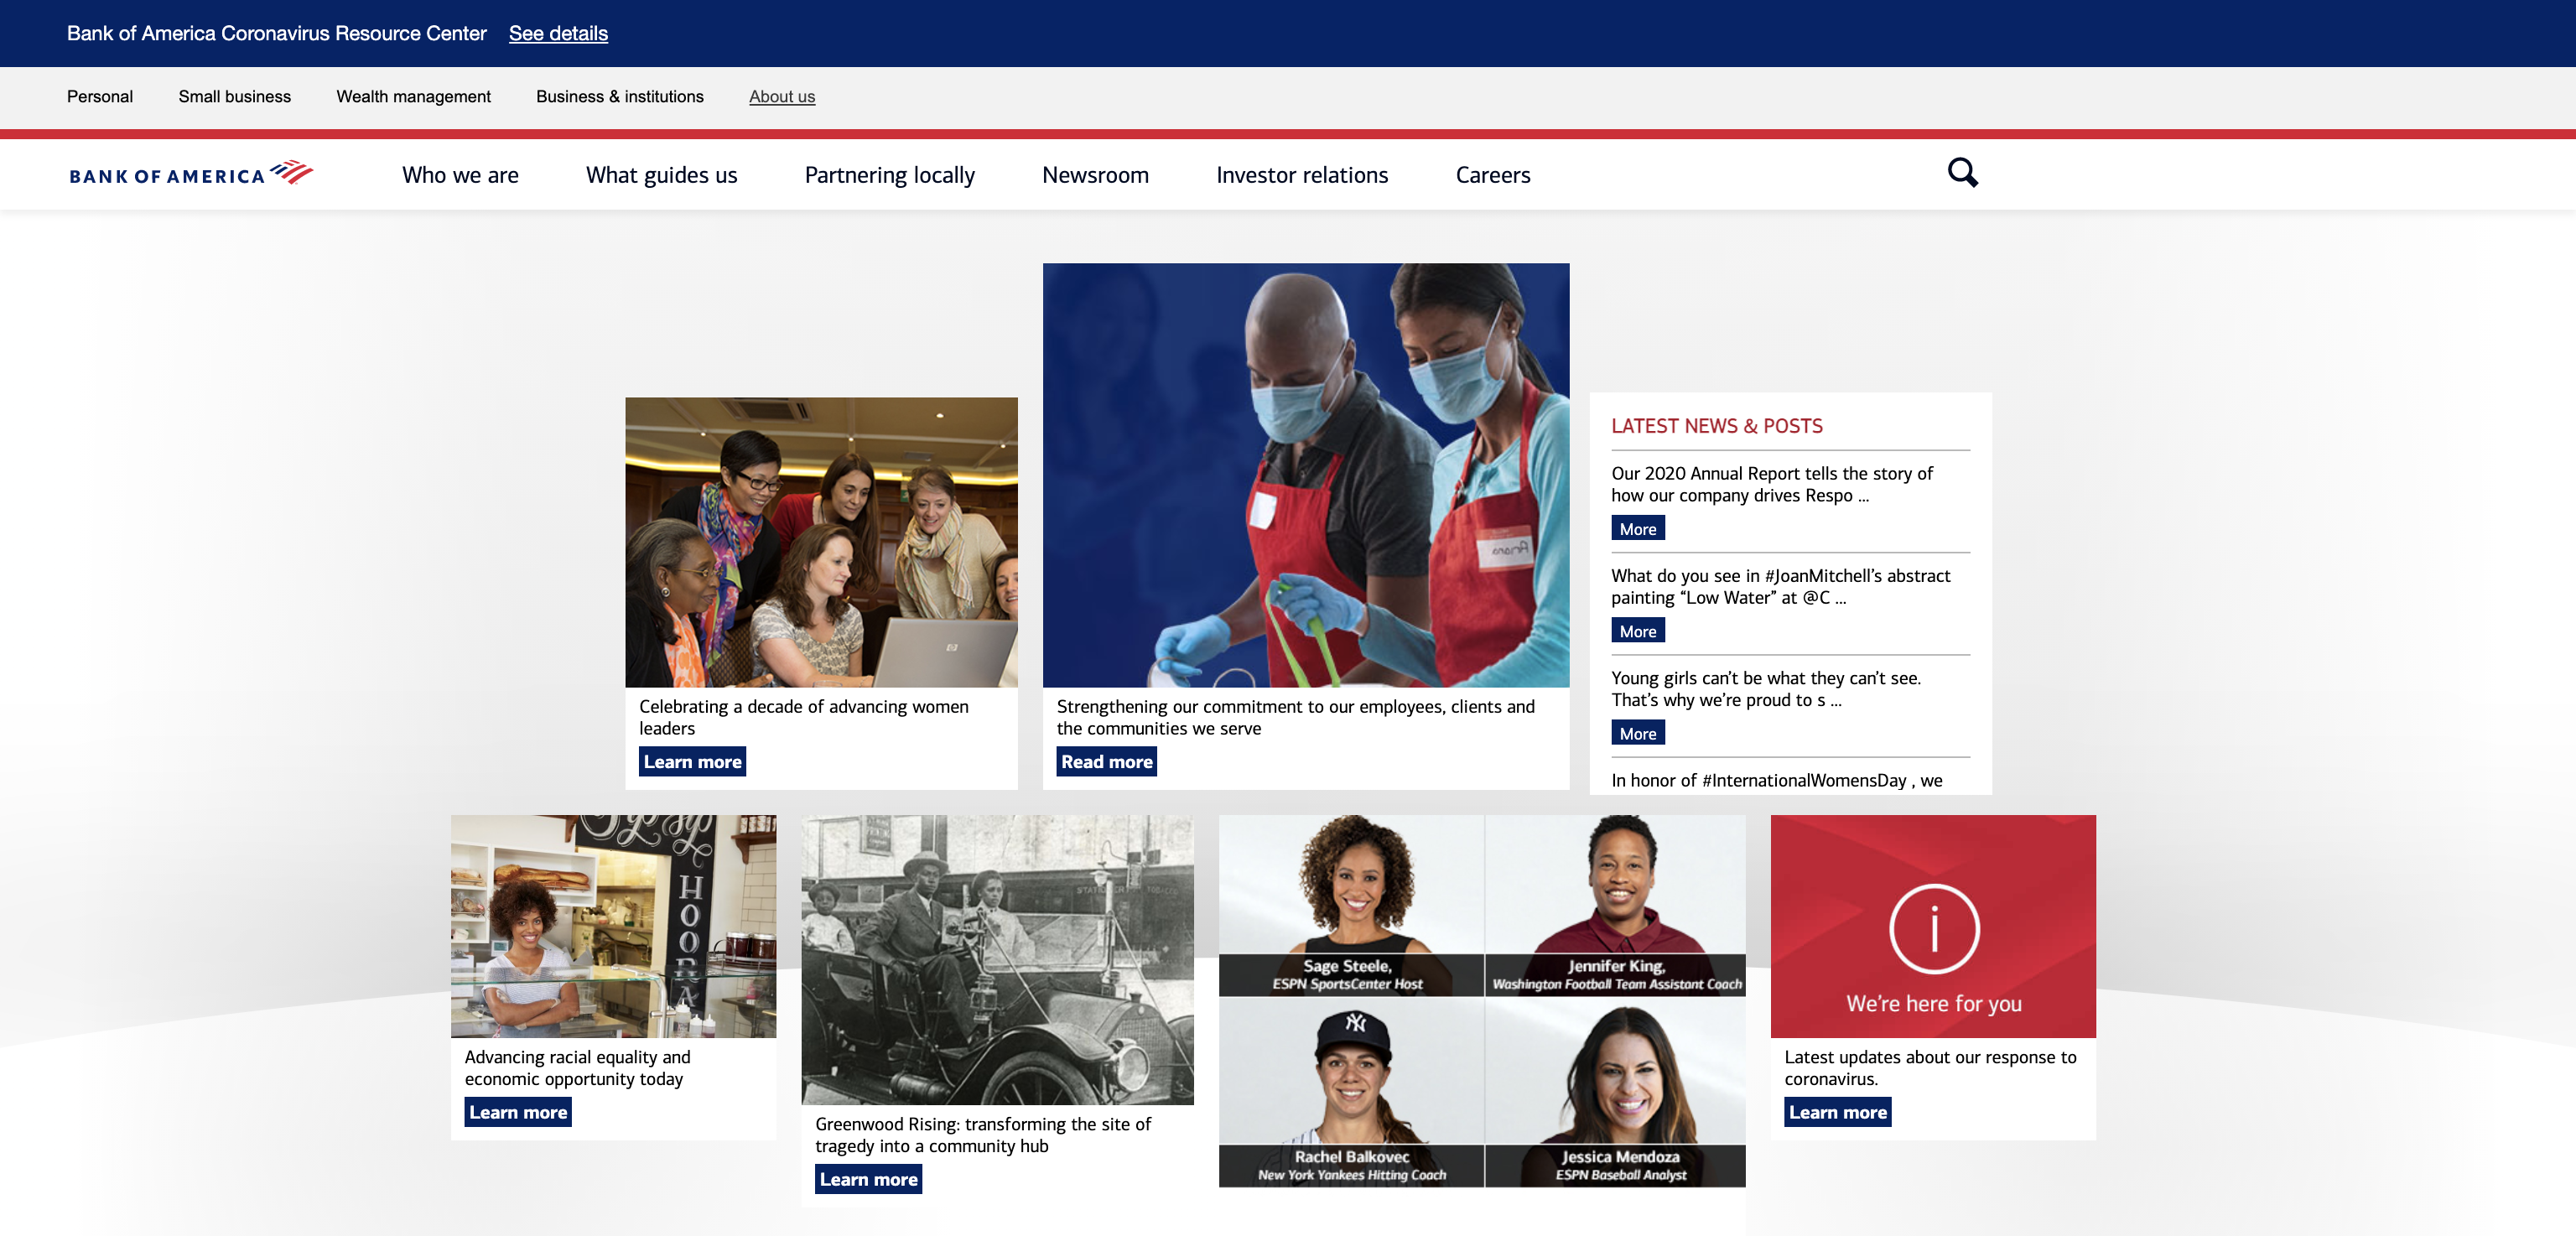 Bank of America Coronavirus Resource Center See details
Personal Small business Wealth management Business & institutions About us
BANK OF AMERICA Who we are What guides us Partnering locally Newsroom Investor relations Careers
Celebrating a decade of advancing women
leaders
Learn more
Strengthening our commitment to our employees, clients and
the communities we serve
Read more
LATEST NEWS & POSTS
Our 2020 Annual Report tells the story of
how our company drives Respo ...
More
What do you see in #JoanMitchell’s abstract
painting “Low Water” at @C ...
More
Young girls can’t be what they can’t see.
That’s why we’re proud to s ...
More
In honor of #InternationalWomensDay , we
Advancing racial equality and
economic opportunity today
Learn more
Greenwood Rising: transforming the site of
tragedy into a community hub
Learn more
Sage Steele,
ESPN SportsCenter Host
Jennifer King,
Washington Football Team Assistant Coach
NY
Rachel Balkovec
New York Yankees Hitting Coach
Jessica Mendoza
ESPN Baseball Analyst
i
We’re here for you
Latest updates about our response to
coronavirus.
Learn more